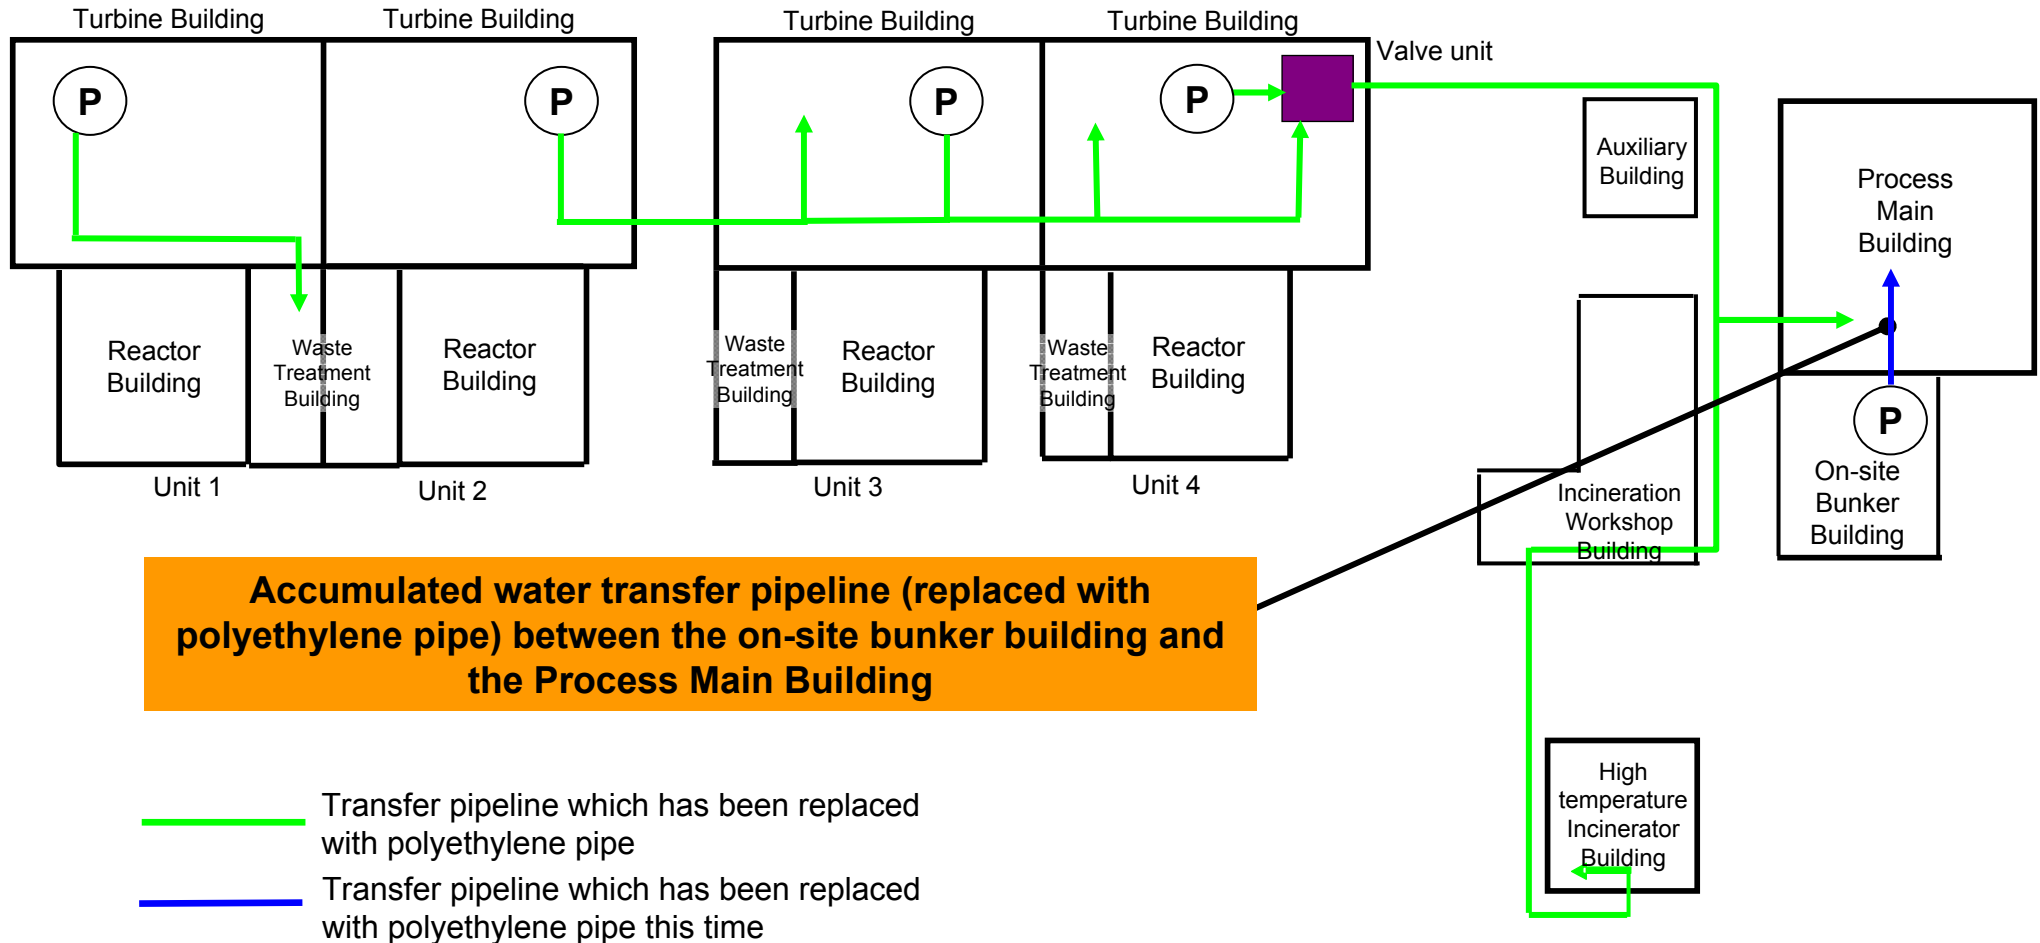 Turbine Building
Turbine Building
Turbine Building
Turbine Building
Valve unit
P
P
P
P
Auxiliary
Building
Process
Main
Building
Reactor
Building
Waste
Treatment
Building
Reactor
Building
Waste
Treatment
Building
Reactor
Building
Waste
Treatment
Building
Reactor
Building
P
On-site
Bunker
Building
Unit 1
Unit 2
Unit 3
Unit 4
Incineration
Workshop
Building
Accumulated water transfer pipeline (replaced with
polyethylene pipe) between the on-site bunker building and
the Process Main Building
High
temperature
Incinerator
Building
Transfer pipeline which has been replaced
with polyethylene pipe
Transfer pipeline which has been replaced
with polyethylene pipe this time